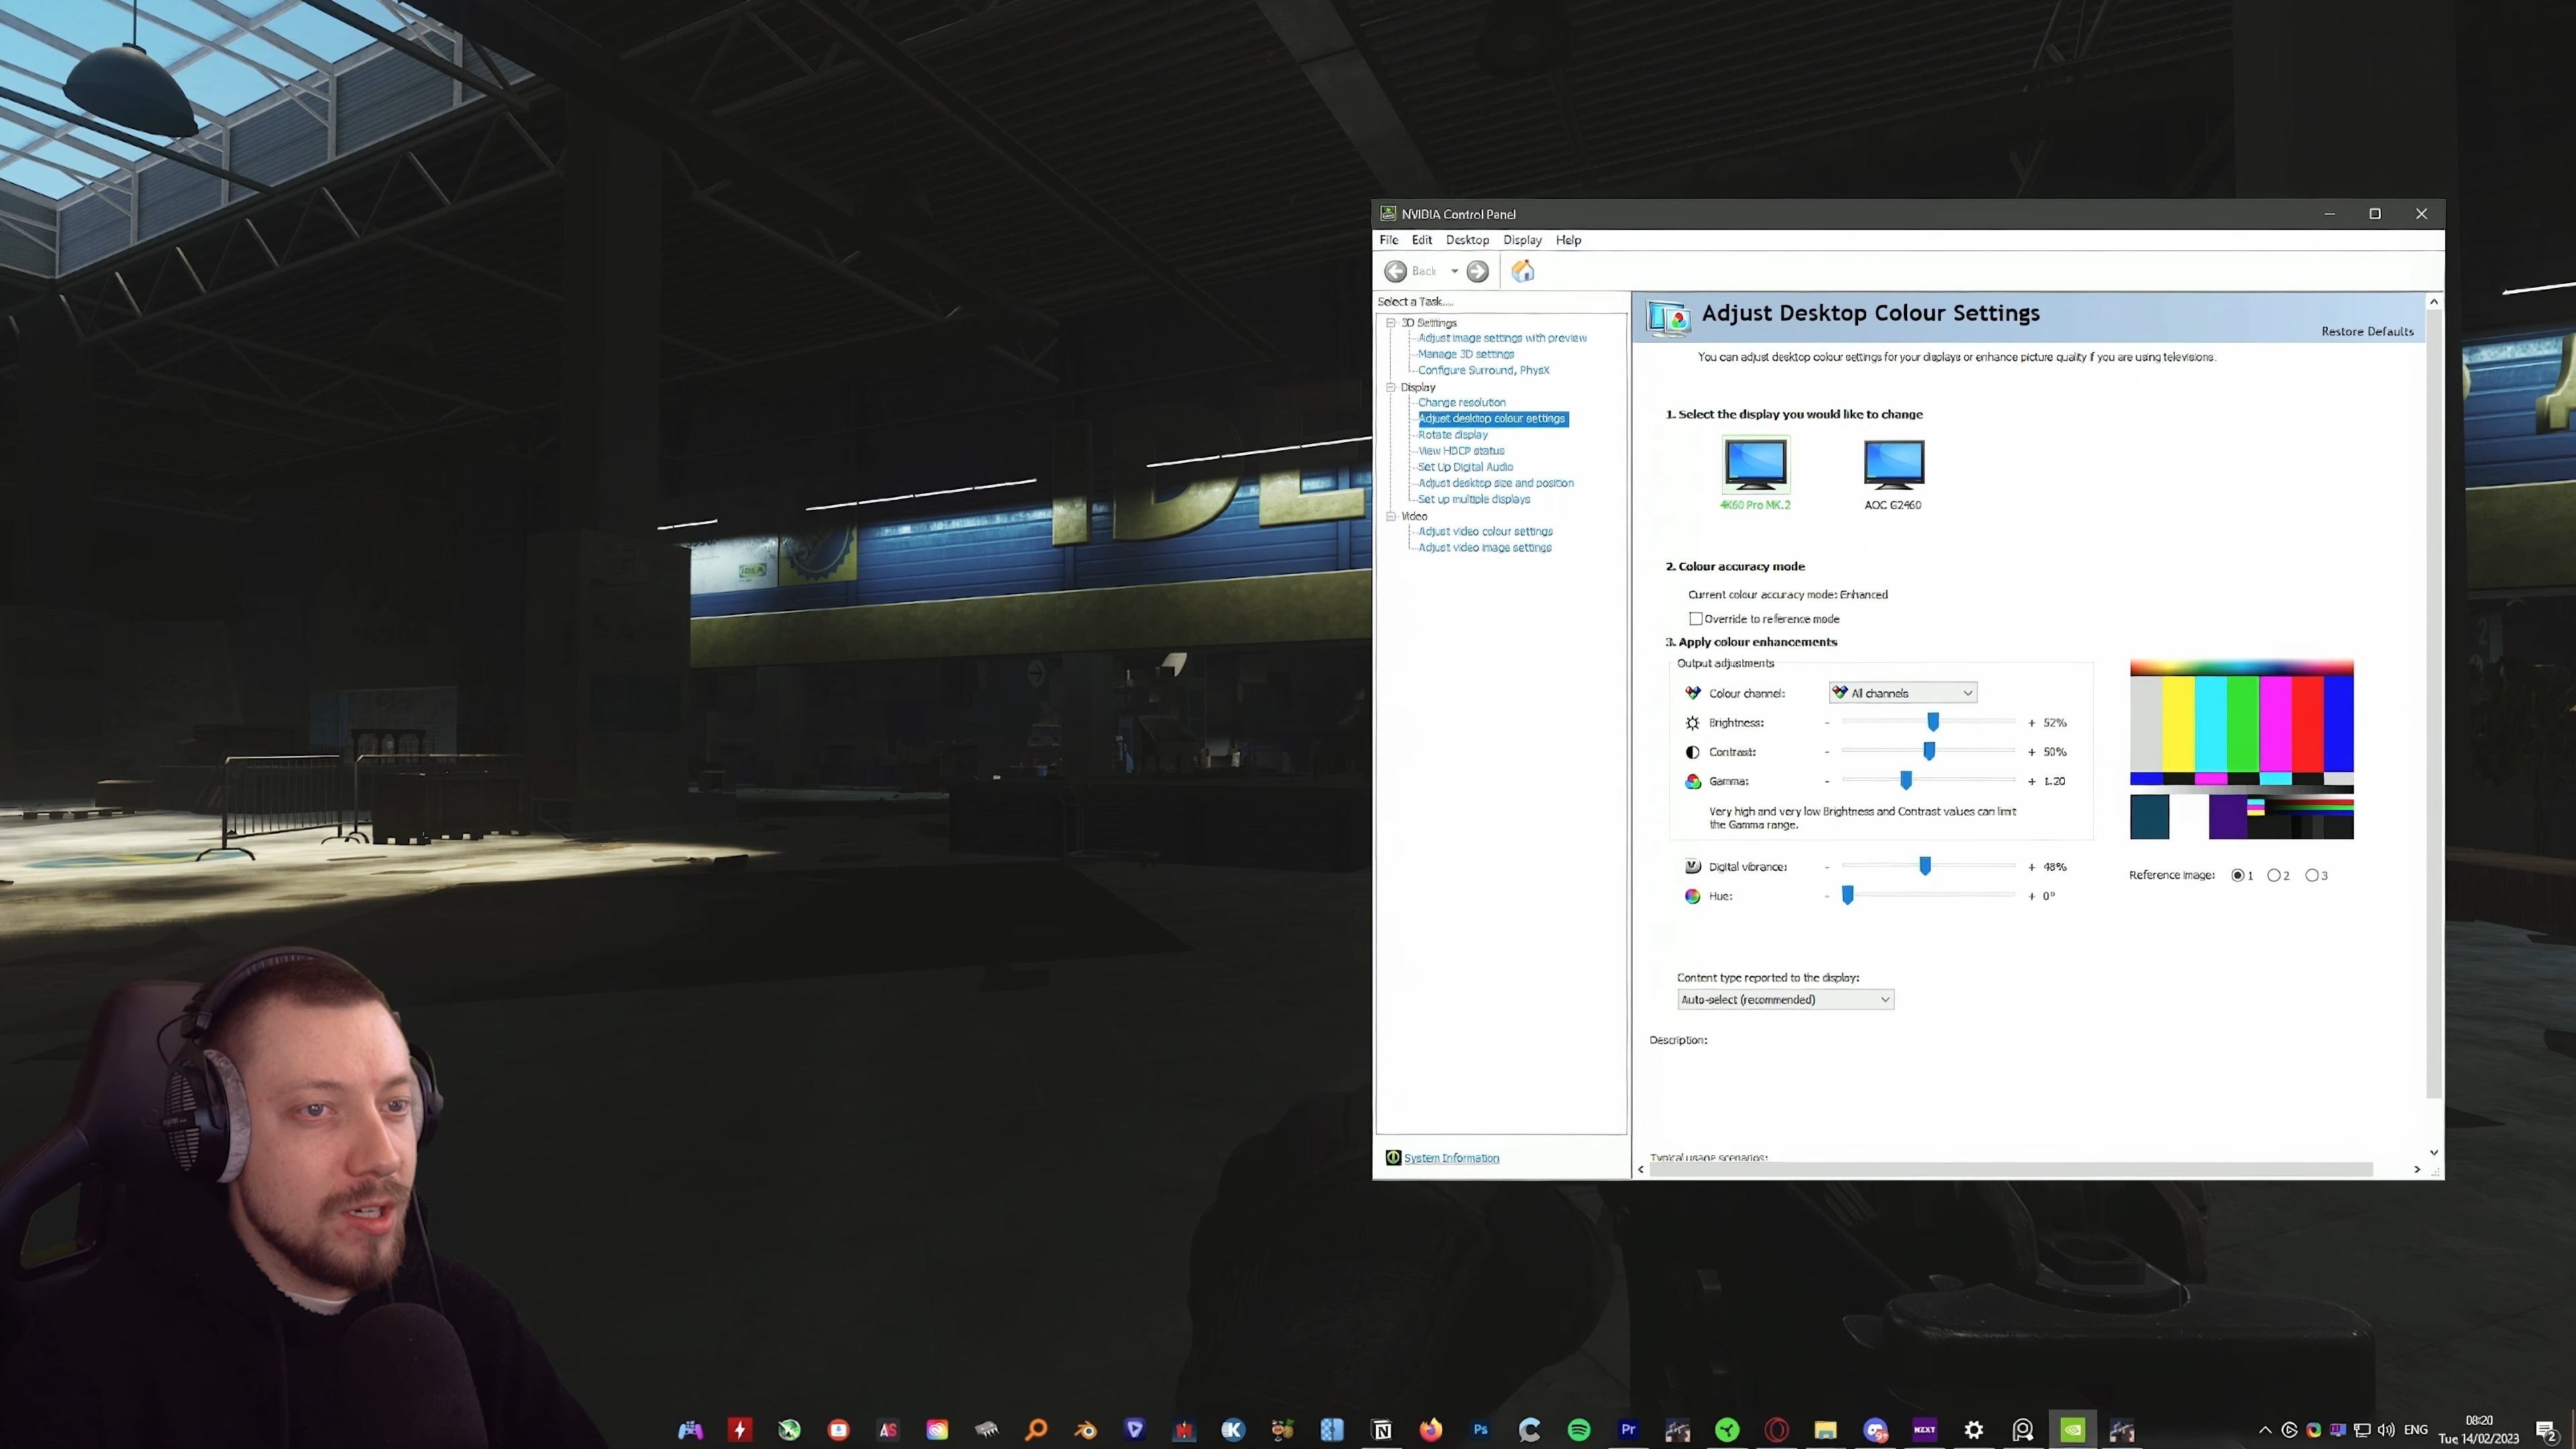 NVIDIA Control Panel
File Edit Desktop Display Help
Back
Select a Task...
3D Settings
Adjust image settings with preview
Manage 3D settings
Configure Surround, PhysX
Display
Change resolution
Adjust desktop colour settings
Rotate display
View HDCP status
Set Up Digital Audio
Adjust desktop size and position
Set up multiple displays
Video
Adjust video colour settings
Adjust video image settings
System Information
Adjust Desktop Colour Settings
Restore Defaults
You can adjust desktop colour settings for your displays or enhance picture quality if you are using televisions.
1. Select the display you would like to change
4K60 Pro MK.2
AOC G2460
2. Colour accuracy mode
Current colour accuracy mode: Enhanced
Override to reference mode
3. Apply colour enhancements
Output adjustments
Colour channel: All channels
Brightness: - + 52%
Contrast: - + 50%
Gamma: - + 1.20
Very high and very low Brightness and Contrast values can limit
the Gamma range.
Digital vibrance: - + 48%
Hue: - + 0°
Reference image: 1 2 3
Content type reported to the display:
Auto-select (recommended)
Description:
Typical usage scenarios:
IDEA
AS
K
N
Ps
Pr
NZXT
ENG
08:20
Tue 14/02/2023
2